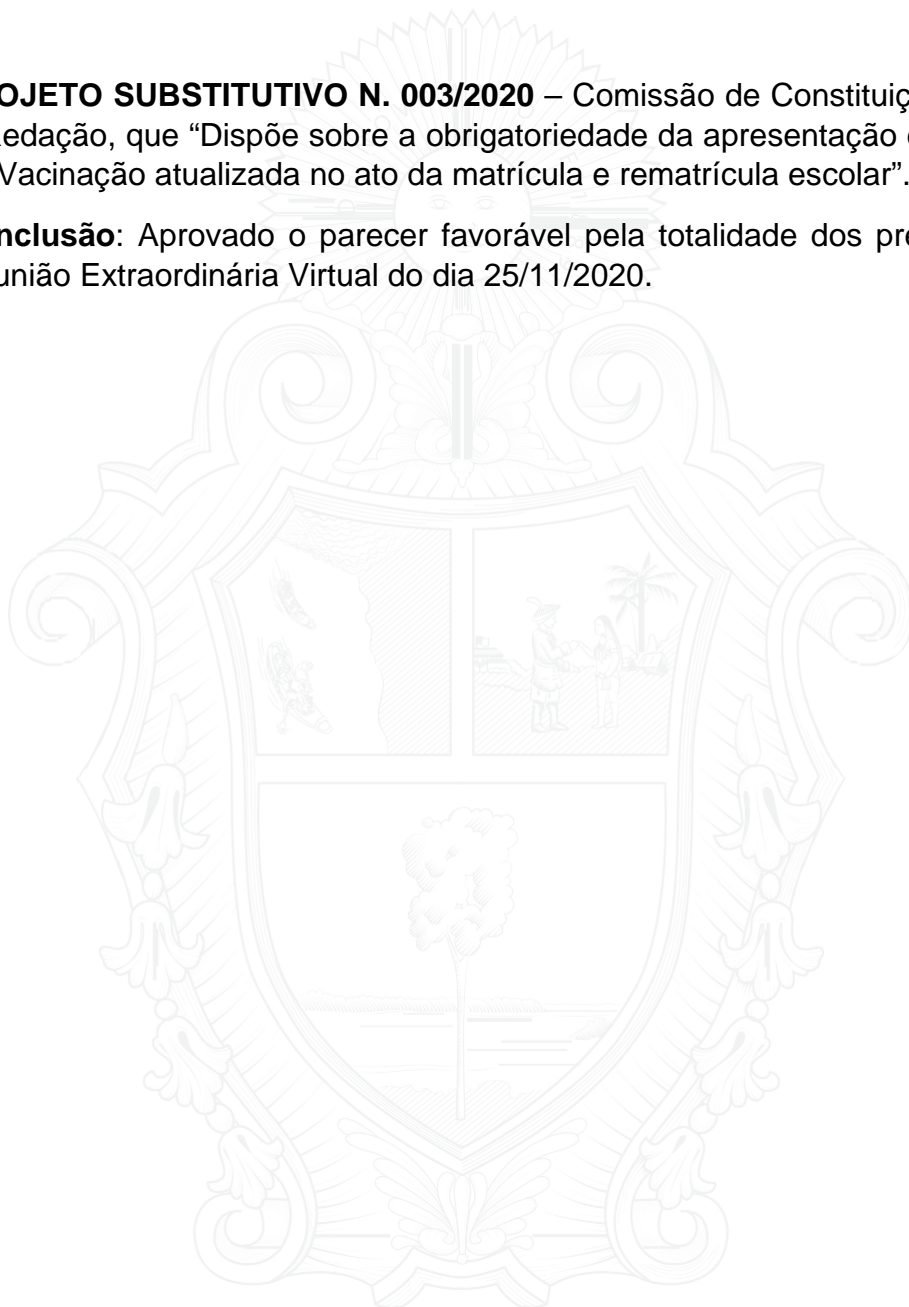 OJETO SUBSTITUTIVO N. 003/2020 – Comissão de Constituiç
edação, que “Dispõe sobre a obrigatoriedade da apresentação
Vacinação atualizada no ato da matrícula e rematrícula escolar”.
nclusão: Aprovado o parecer favorável pela totalidade dos pre
união Extraordinária Virtual do dia 25/11/2020.